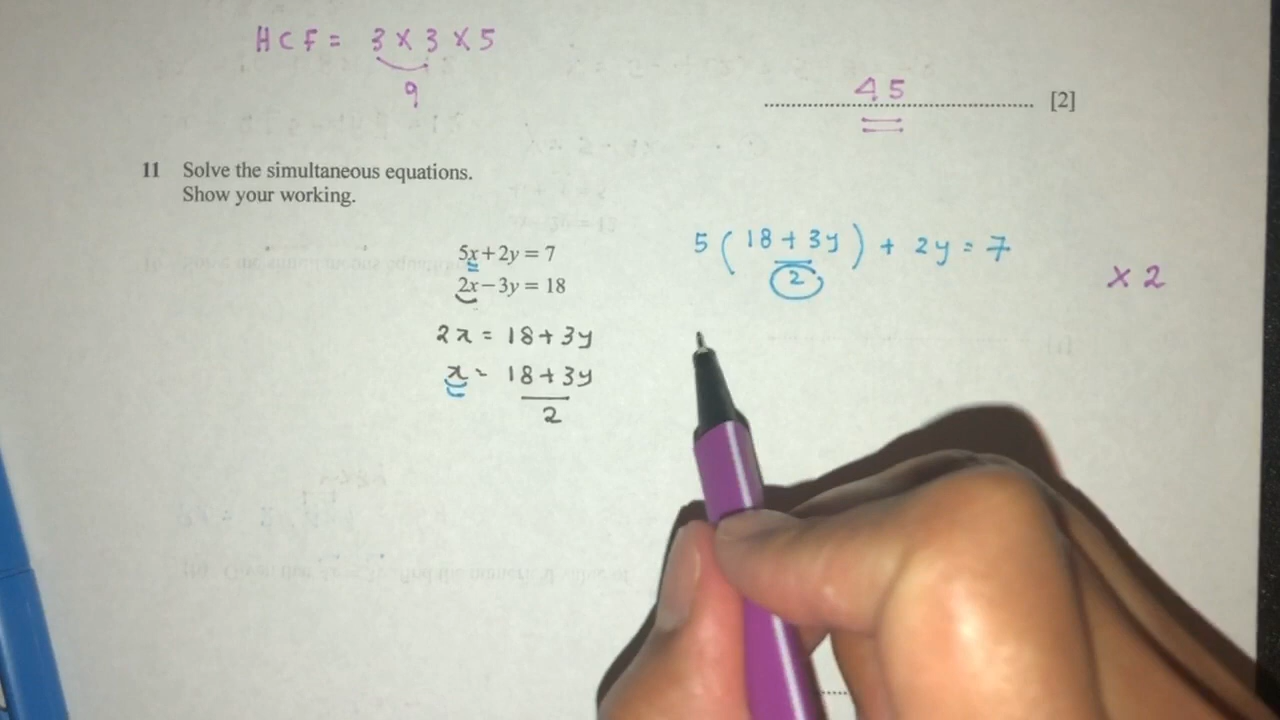 HCF = 3 × 3 × 5
9
45
[2]
11 Solve the simultaneous equations.
Show your working.
5x + 2y = 7
2x − 3y = 18
2x = 18 + 3y
x = 18 + 3y
2
5 ( 18 + 3y ) + 2y = 7
2
× 2